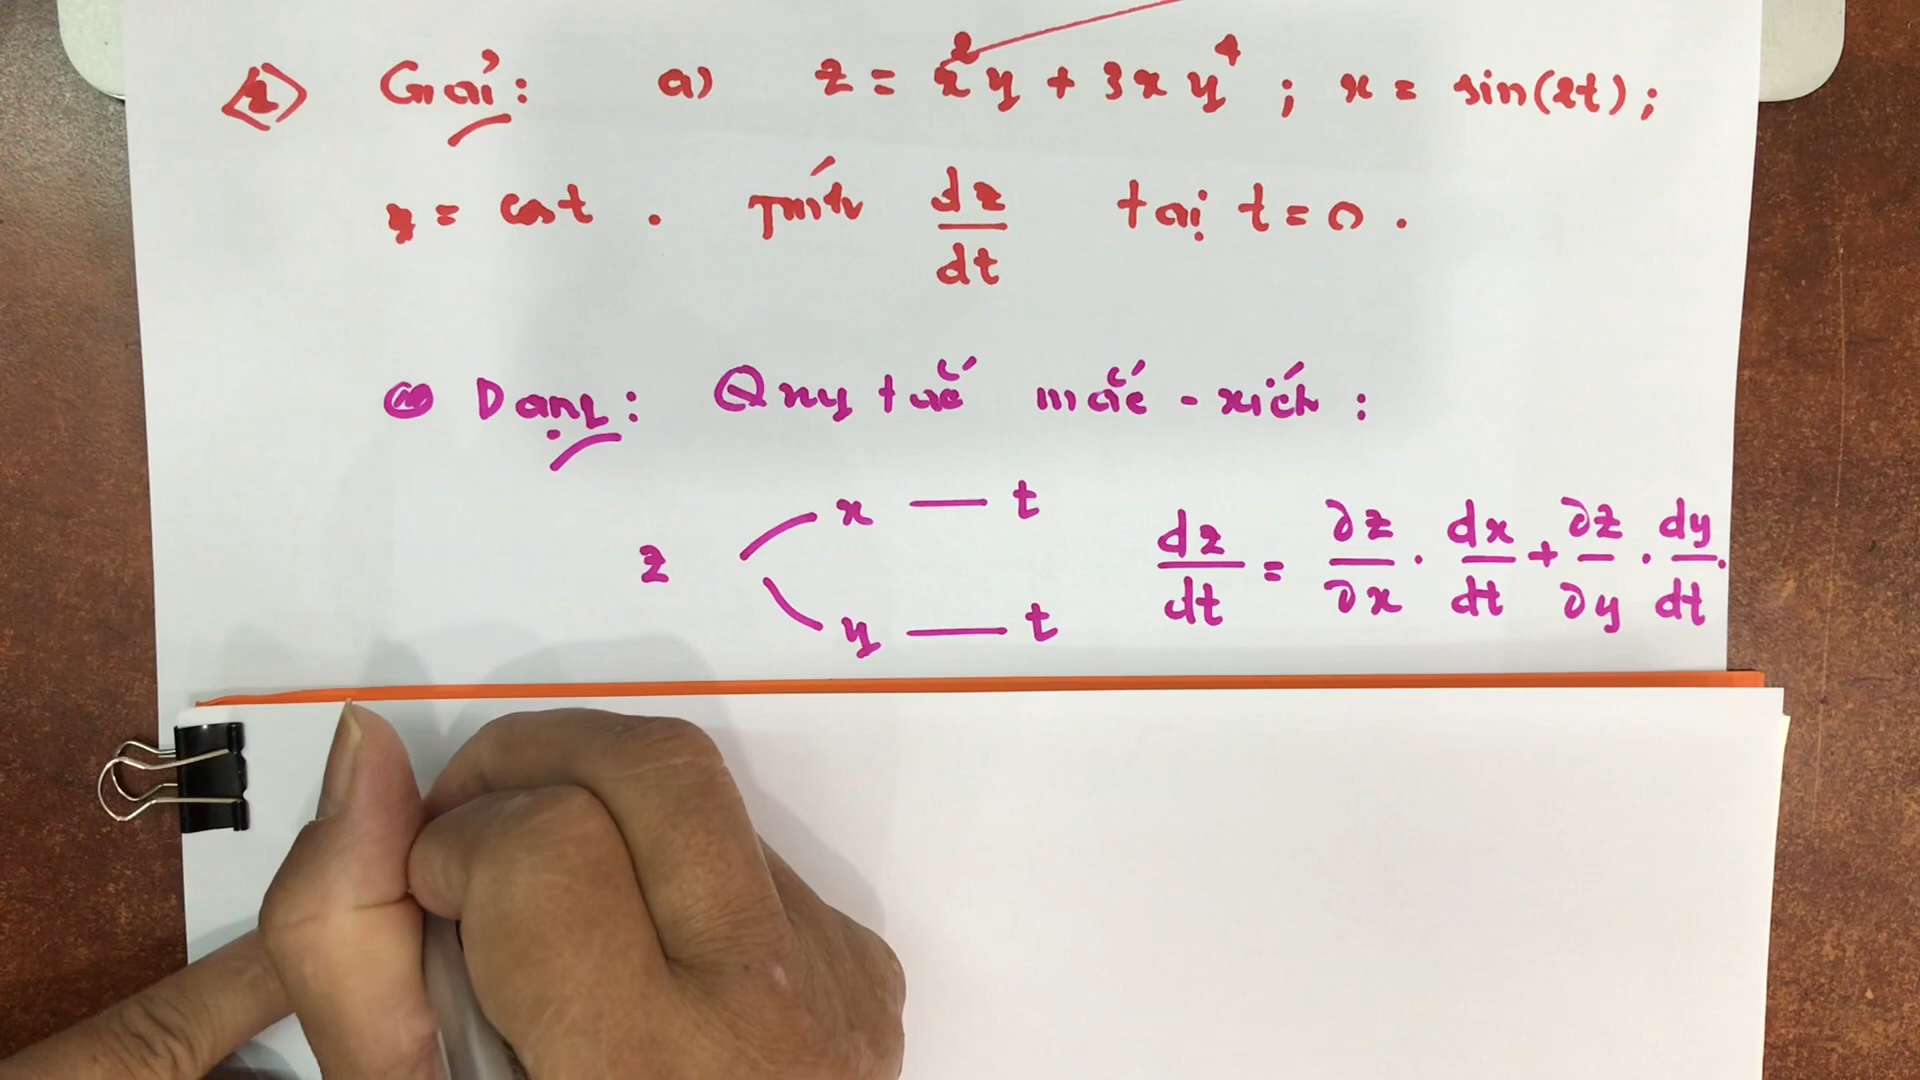 2 Giải: a) z = x²y + 3xy⁴ ; x = sin(2t) ;
y = cost . Tính dz/dt tại t = 0 .
Dạng: Quy tắc mắc - xích :
z x — t
y — t
dz/dt = ∂z/∂x · dx/dt + ∂z/∂y · dy/dt .